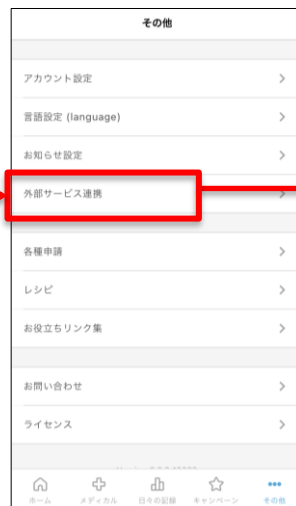 その他
アカウント設定
言語設定 (language)
お知らせ設定
外部サービス連携
各種申請
レシピ
お役立ちリンク集
お問い合わせ
ライセンス
ホーム
メディカル
日々の記録
キャンペーン
その他